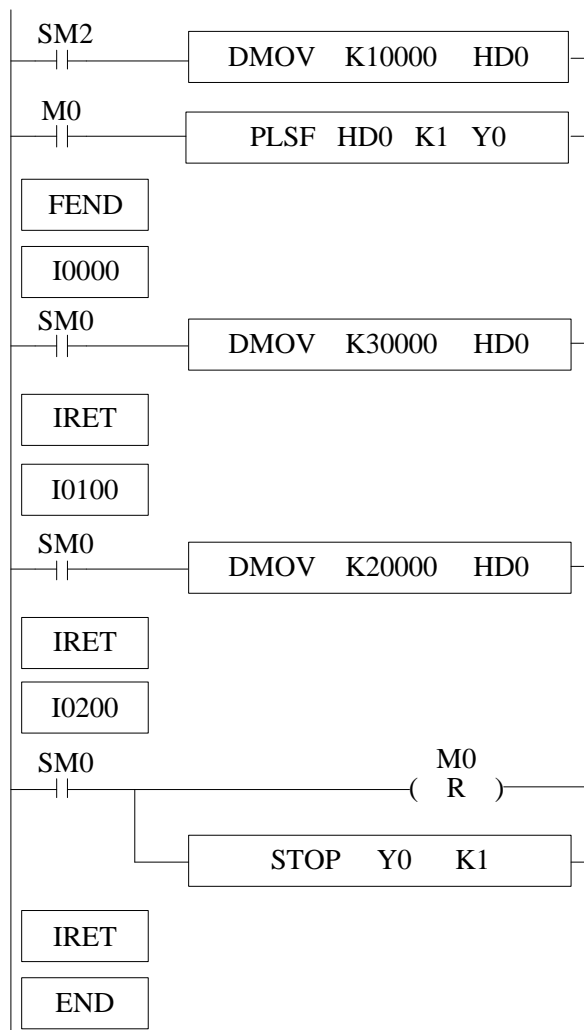 SM2
DMOV K10000 HD0
M0
PLSF HD0 K1 Y0
FEND
I0000
SM0
DMOV K30000 HD0
IRET
I0100
SM0
DMOV K20000 HD0
IRET
I0200
SM0
M0
( R )
STOP Y0 K1
IRET
END